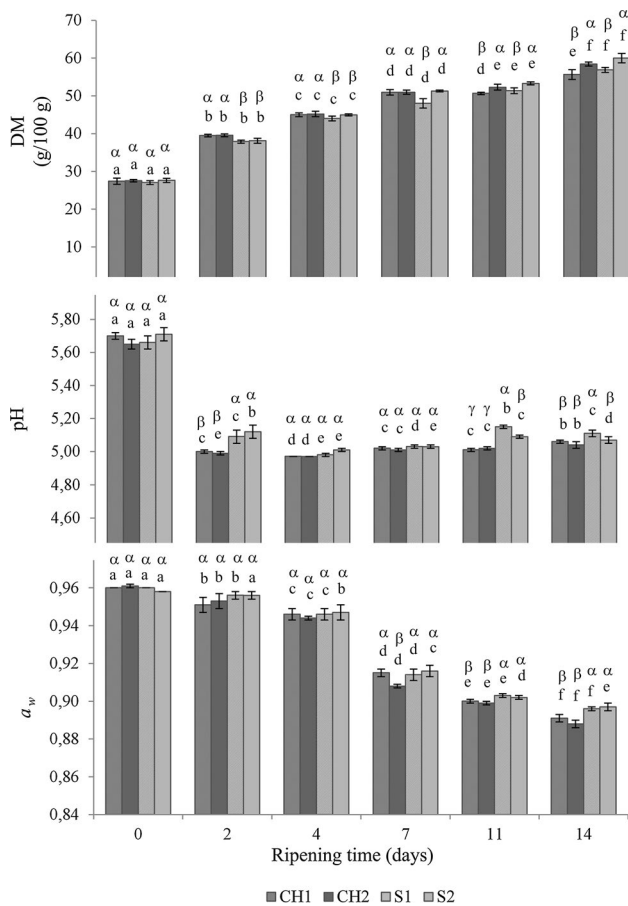 DM
(g/100 g)
70
60
50
40
30
20
10
α α α α
a a a a
α α β β
b b b b
α α β β
c c c c
α α β α
d d d d
β α β α
d e e e
β α β α
e f f f
pH
5,80
5,60
5,40
5,20
5,00
4,80
4,60
α α α α
a a a a
β β α α
c e c b
α α α α
d d e e
α α α α
c c d e
γ γ α β
c c b c
β β α β
b b c d
a w
0,96
0,94
0,92
0,90
0,88
0,86
0,84
α α α α
a a a a
α α α α
b b b a
α α α α
c c c b
α β α α
d d d c
β β α α
e e e d
β β α α
f f f e
0 2 4 7 11 14
Ripening time (days)
CH1 CH2 S1 S2